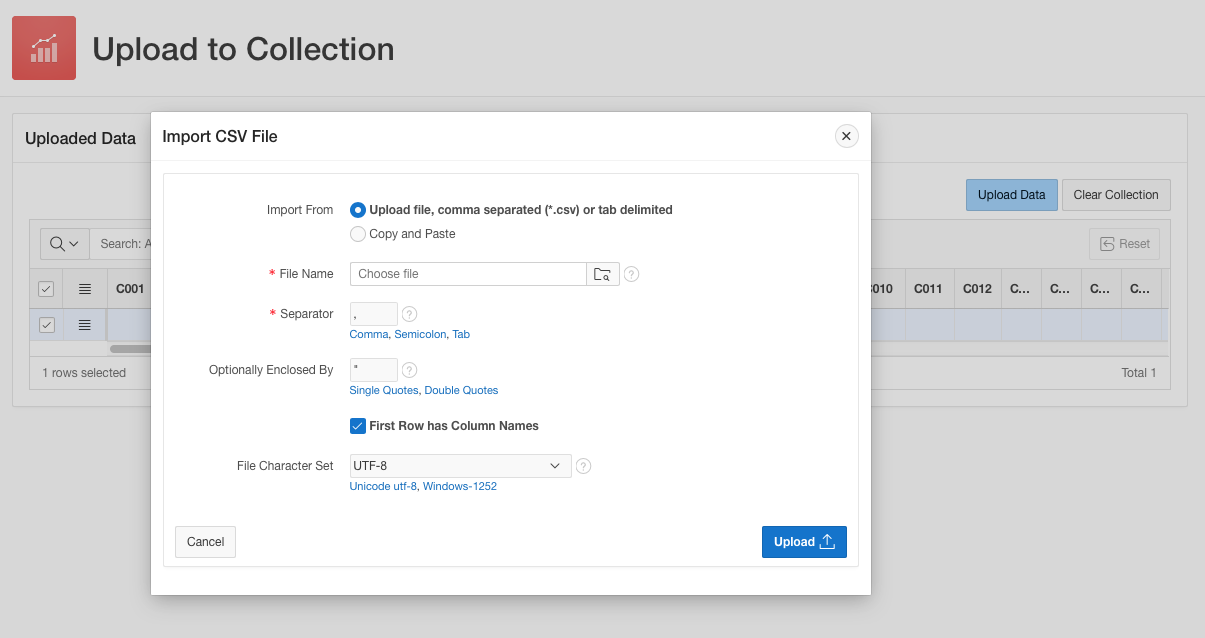 Upload to Collection
Uploaded Data
Import CSV File
Upload Data
Clear Collection
Import From
Upload file, comma separated (*.csv) or tab delimited
Copy and Paste
Search: A
Reset
* File Name
Choose file
?
C001
C011
C012
C...
C...
C...
C...
* Separator
,
?
Comma, Semicolon, Tab
1 rows selected
Total 1
Optionally Enclosed By
"
?
Single Quotes, Double Quotes
First Row has Column Names
File Character Set
UTF-8
?
Unicode utf-8, Windows-1252
Cancel
Upload